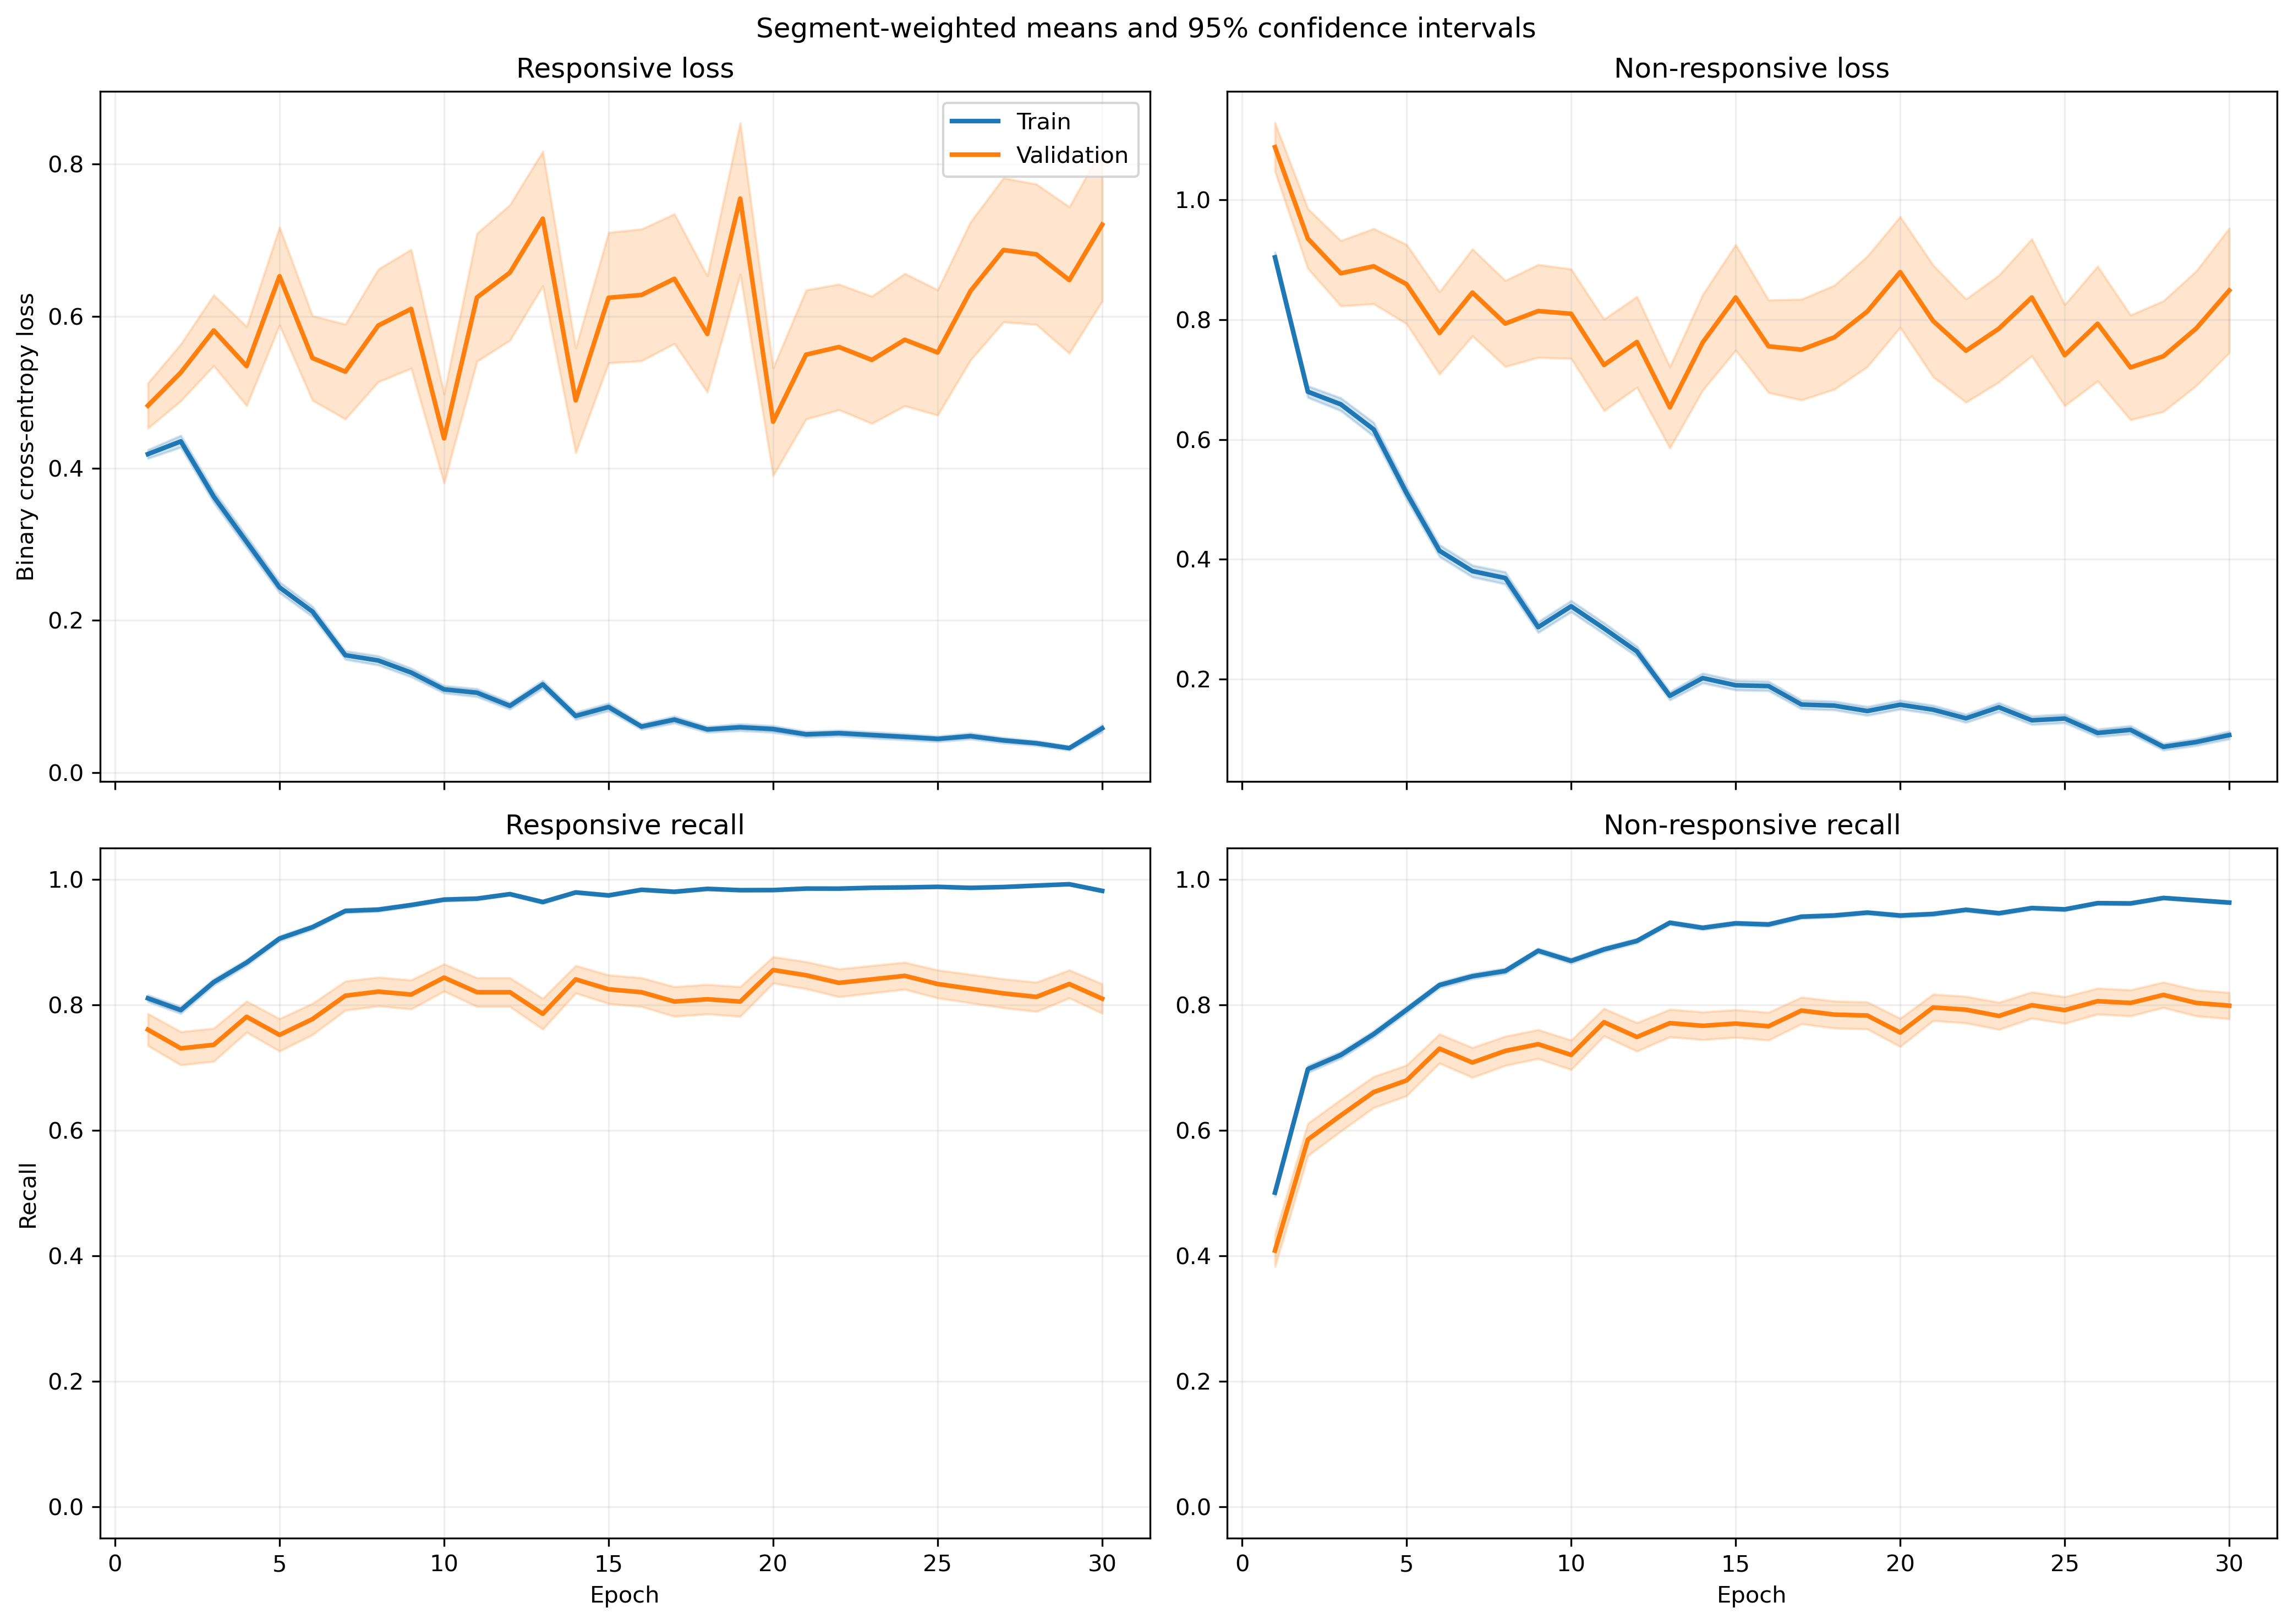 Segment-weighted means and 95% confidence intervals
Responsive loss
Non-responsive loss
Train
Validation
Binary cross-entropy loss
0.8
0.6
0.4
0.2
0.0
1.0
0.8
0.6
0.4
0.2
Responsive recall
Non-responsive recall
Recall
1.0
0.8
0.6
0.4
0.2
0.0
0 5 10 15 20 25 30
Epoch
1.0
0.8
0.6
0.4
0.2
0.0
0 5 10 15 20 25 30
Epoch